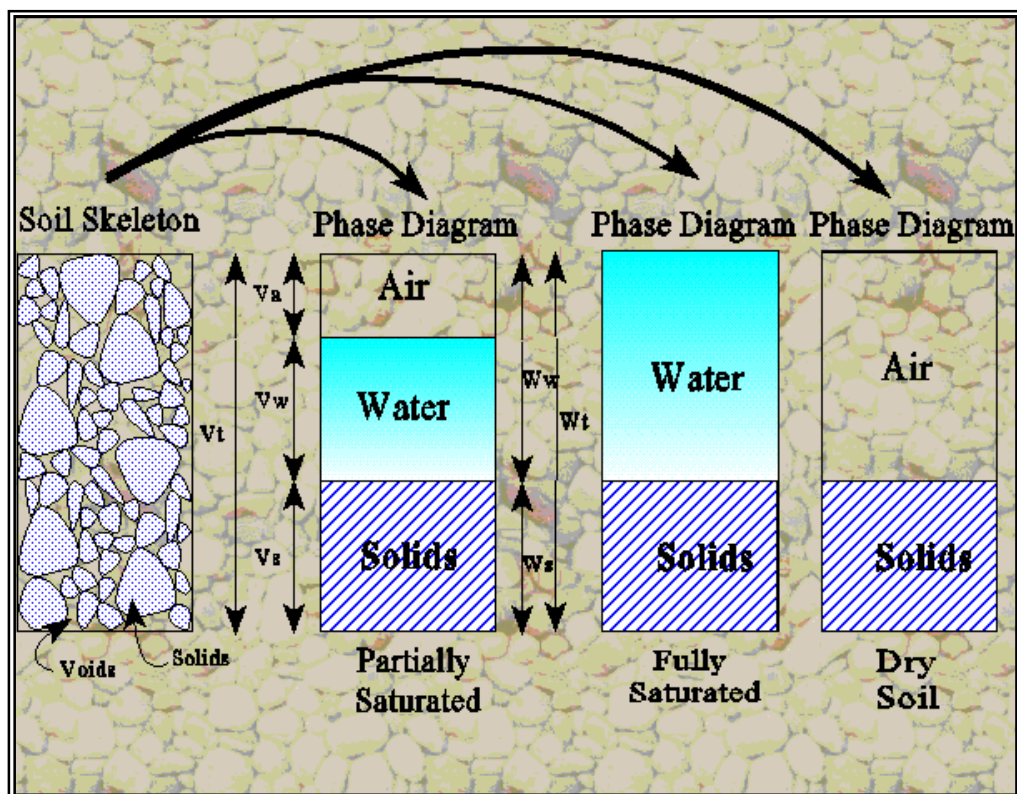 Soil Skeleton
Phase Diagram
Phase Diagram
Phase Diagram
Va
Air
Vw
Water
Vt
Vs
Solids
Ww
Wt
Ws
Water
Solids
Air
Solids
Voids
Solids
Partially
Saturated
Fully
Saturated
Dry
Soil